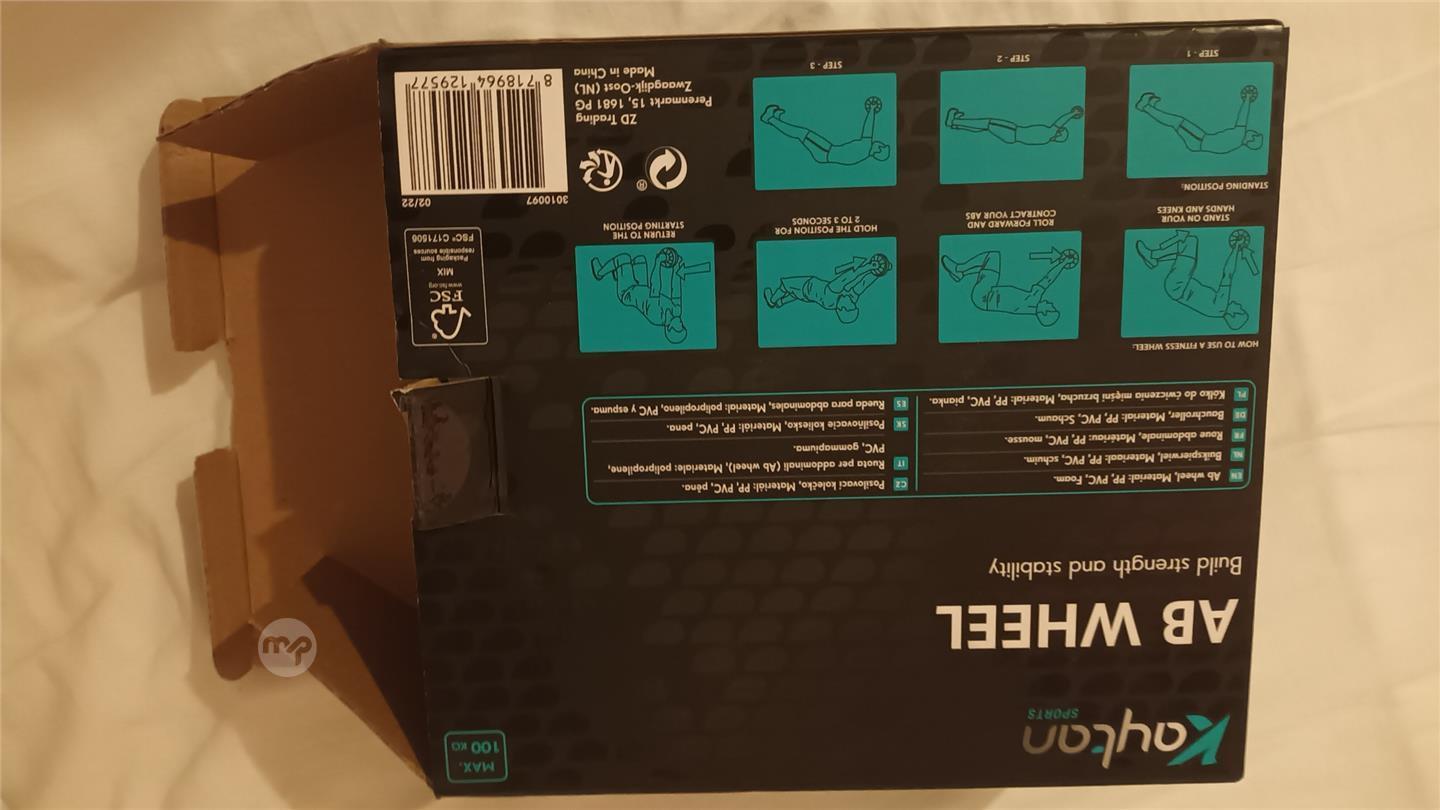 Kaytan
SPORTS
MAX.
100 KG
AB WHEEL
Build strength and stability
EN Ab wheel, Material: PP, PVC, Foam.
NL Buikspierwiel, Materiaal: PP, PVC, schuim.
FR Roue abdominale, Matériau: PP, PVC, mousse.
DE Bauchroller, Material: PP, PVC, Schaum.
PL Kółko do ćwiczenia mięśni brzucha, Materiał: PP, PVC, pianka.
CZ Posilovací kolečko, Materiál: PP, PVC, pěna.
IT Ruota per addominali (Ab wheel), Materiale: polipropilene,
PVC, gommapiuma.
SK Posilňovacie koliesko, Materiál: PP, PVC, pena.
ES Rueda para abdominales, Material: polipropileno, PVC y espuma.
HOW TO USE A FITNESS WHEEL:
STAND ON YOUR
HANDS AND KNEES
ROLL FORWARD AND
CONTRACT YOUR ABS
HOLD THE POSITION FOR
2 TO 3 SECONDS
RETURN TO THE
STARTING POSITION
STANDING POSITION:
STEP - 1
STEP - 2
STEP - 3
FSC
www.fsc.org
MIX
Packaging from
responsible sources
FSC® C171506
3010097
02/22
8 718964 129577
ZD Trading
Perenmarkt 15, 1681 PG
Zwaagdijk-Oost (NL)
Made in China
mp